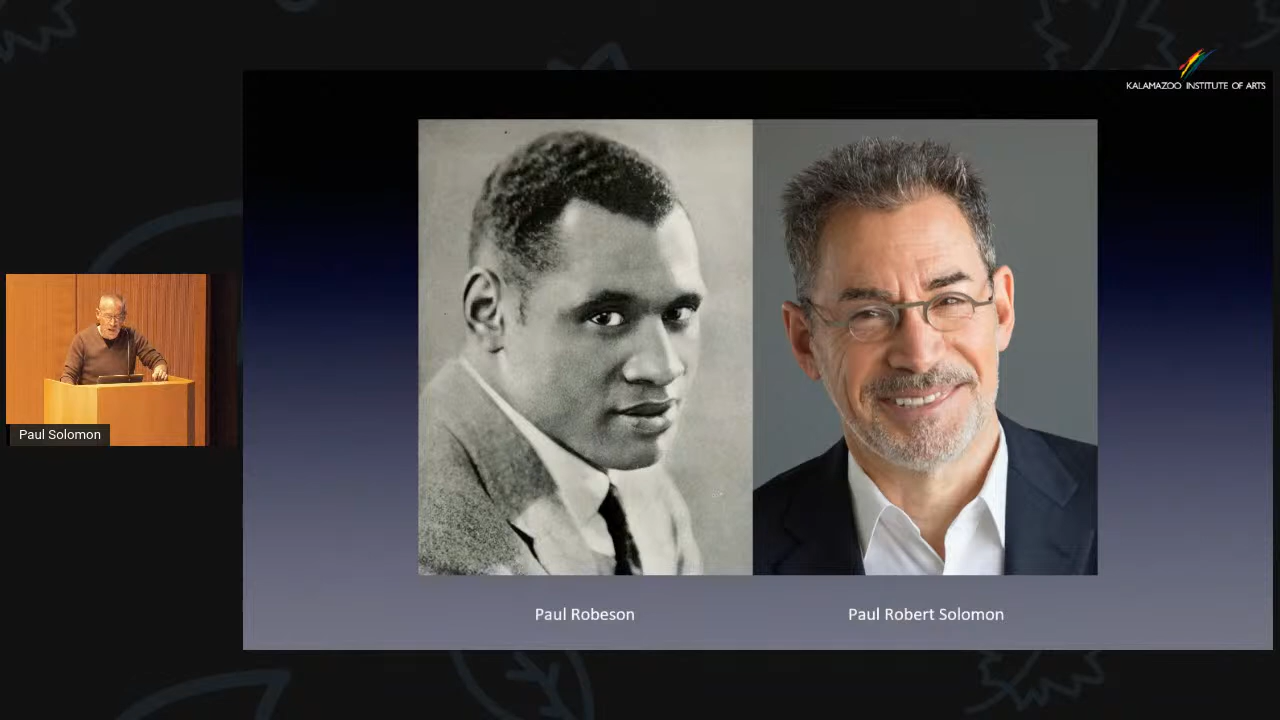 KALAMAZOO INSTITUTE OF ARTS
Paul Solomon
Paul Robeson
Paul Robert Solomon